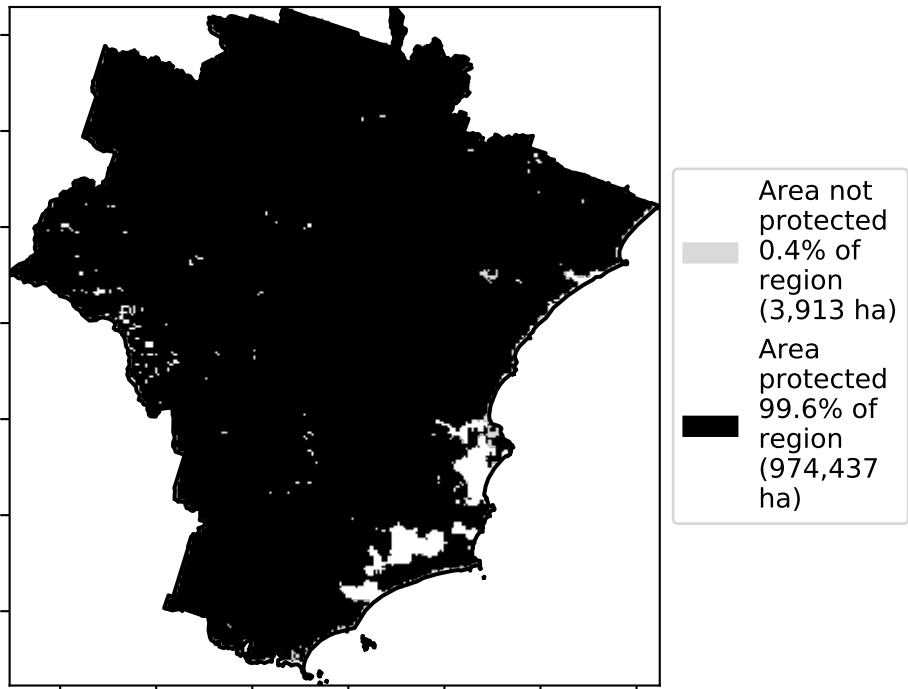 Area not
protected
0.4% of
region
(3,913 ha)
Area
protected
99.6% of
region
(974,437
ha)